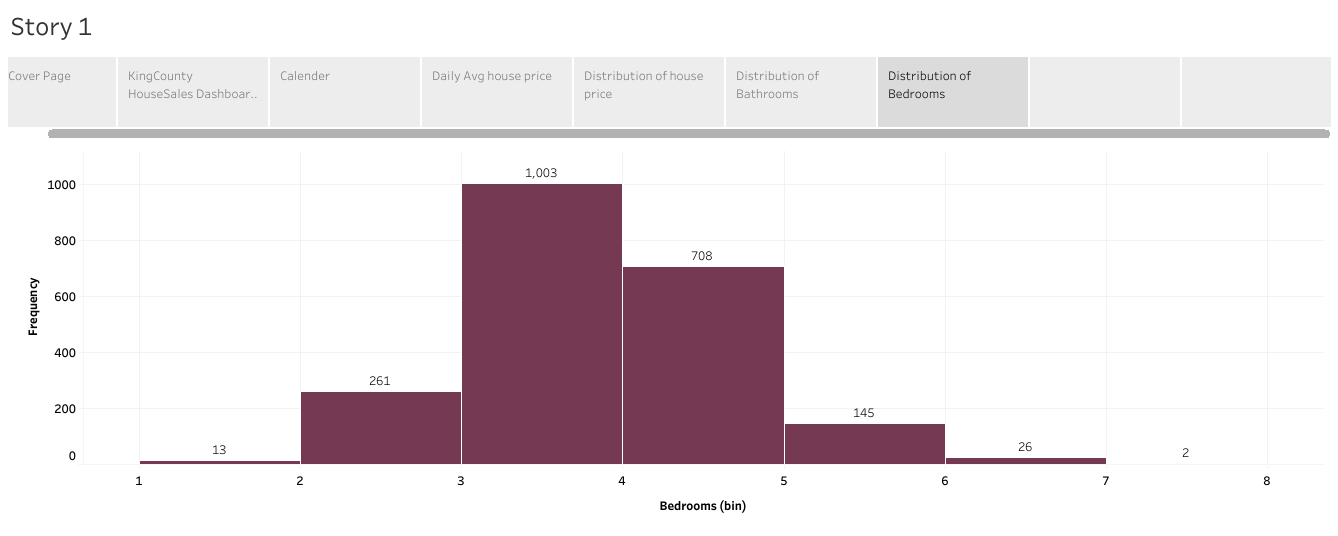 Story 1
Cover Page
KingCounty
HouseSales Dashboar..
Calender
Daily Avg house price
Distribution of house
price
Distribution of
Bathrooms
Distribution of
Bedrooms
1000
800
600
400
200
0
Frequency
13
261
1,003
708
145
26
2
1
2
3
4
5
6
7
8
Bedrooms (bin)